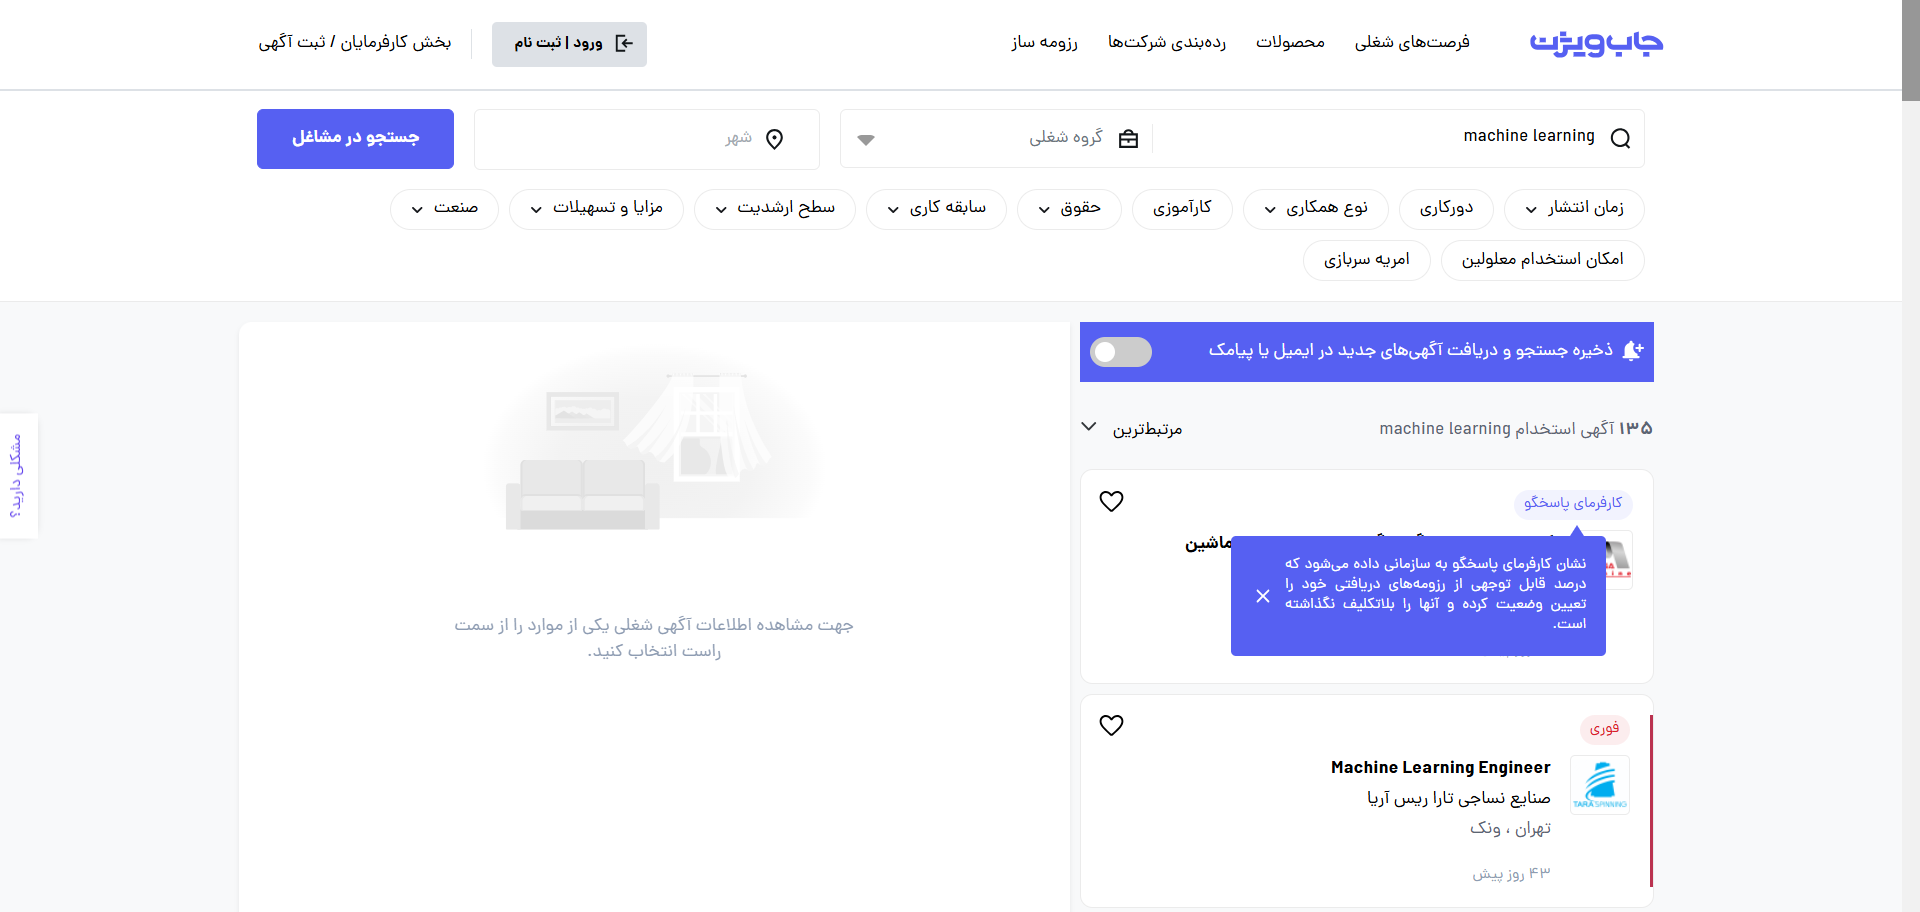 جاب‌ویژن
فرصت‌های شغلی
محصولات
رده‌بندی شرکت‌ها
رزومه ساز
ورود | ثبت نام
بخش کارفرمایان / ثبت آگهی
machine learning
گروه شغلی
شهر
جستجو در مشاغل
زمان انتشار
دورکاری
نوع همکاری
کارآموزی
حقوق
سابقه کاری
سطح ارشدیت
مزایا و تسهیلات
صنعت
امکان استخدام معلولین
امریه سربازی
ذخیره جستجو و دریافت آگهی‌های جدید در ایمیل یا پیامک
۱۳۵ آگهی استخدام machine learning
مرتبط‌ترین
کارفرمای پاسخگو
ماشین
نشان کارفرمای پاسخگو به سازمانی داده می‌شود که
درصد قابل توجهی از رزومه‌های دریافتی خود را
تعیین وضعیت کرده و آنها را بلاتکلیف نگذاشته
است.
فوری
Machine Learning Engineer
صنایع نساجی تارا ریس آریا
تهران ، ونک
۴۳ روز پیش
TARA SPINNING
جهت مشاهده اطلاعات آگهی شغلی یکی از موارد را از سمت
راست انتخاب کنید.
مشکلی دارید؟